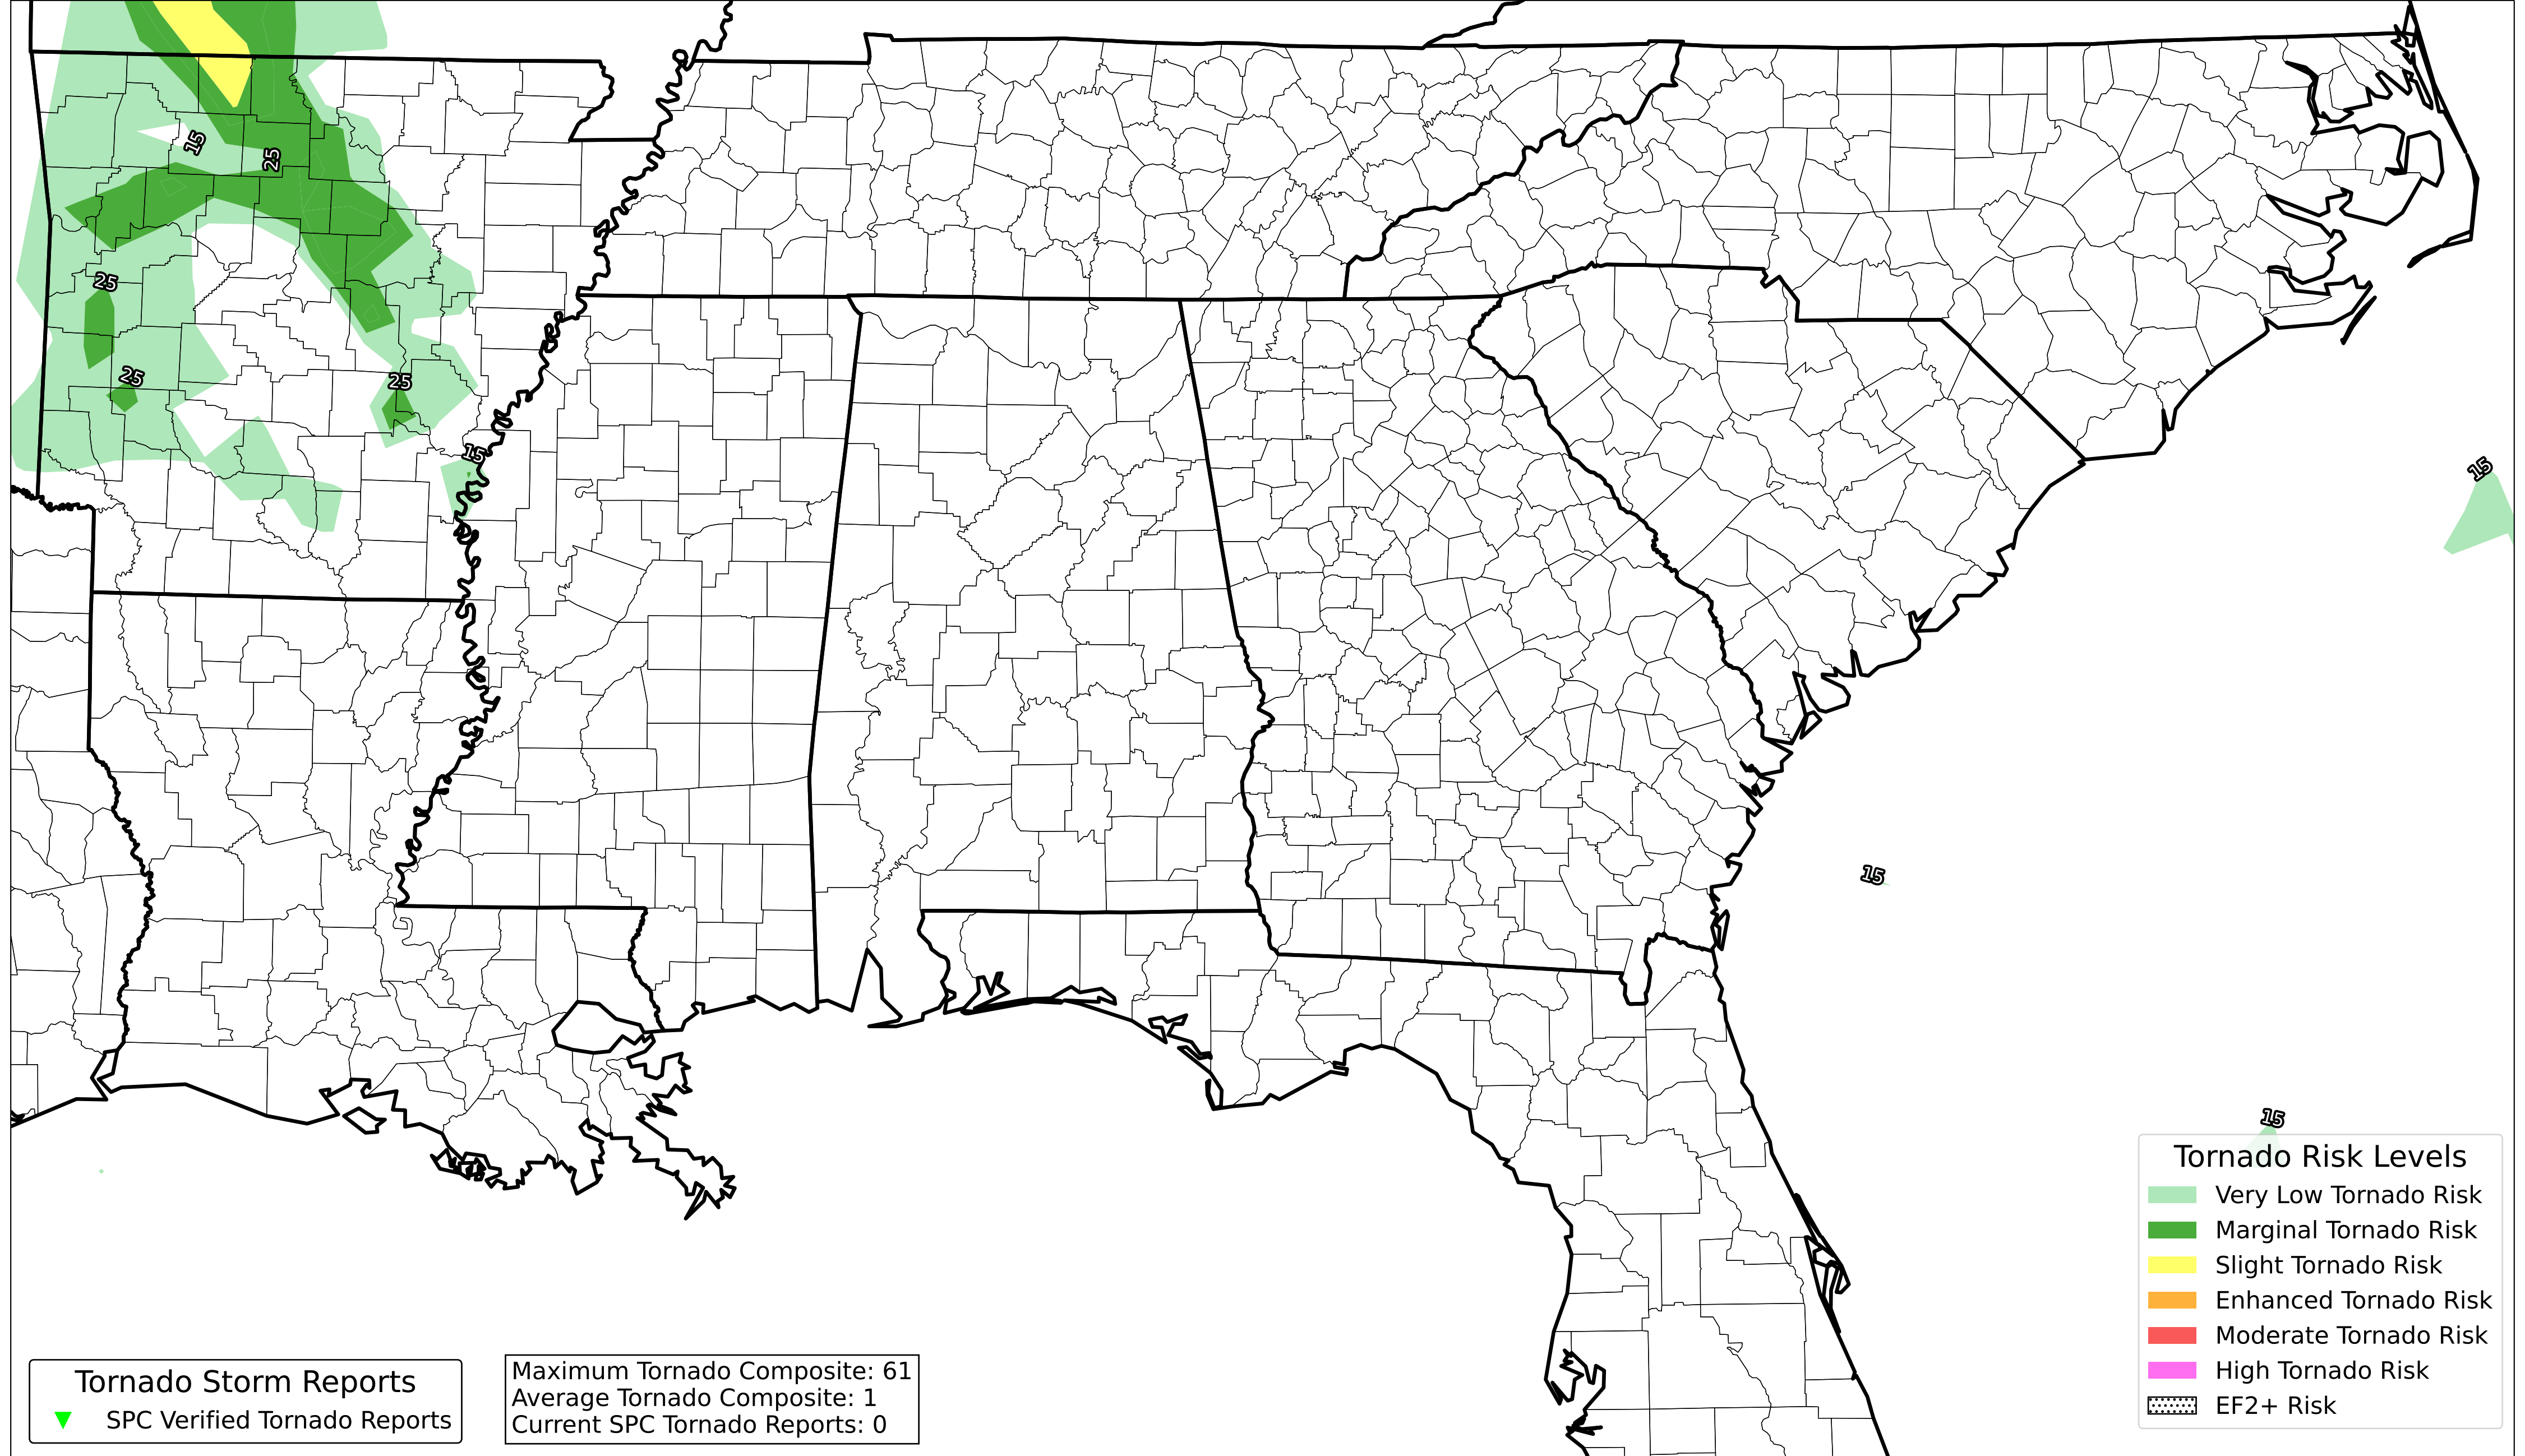 15
25
25
25
25
15
15
15
15
Tornado Risk Levels
Very Low Tornado Risk
Marginal Tornado Risk
Slight Tornado Risk
Enhanced Tornado Risk
Moderate Tornado Risk
High Tornado Risk
EF2+ Risk
Tornado Storm Reports
SPC Verified Tornado Reports
Maximum Tornado Composite: 61
Average Tornado Composite: 1
Current SPC Tornado Reports: 0